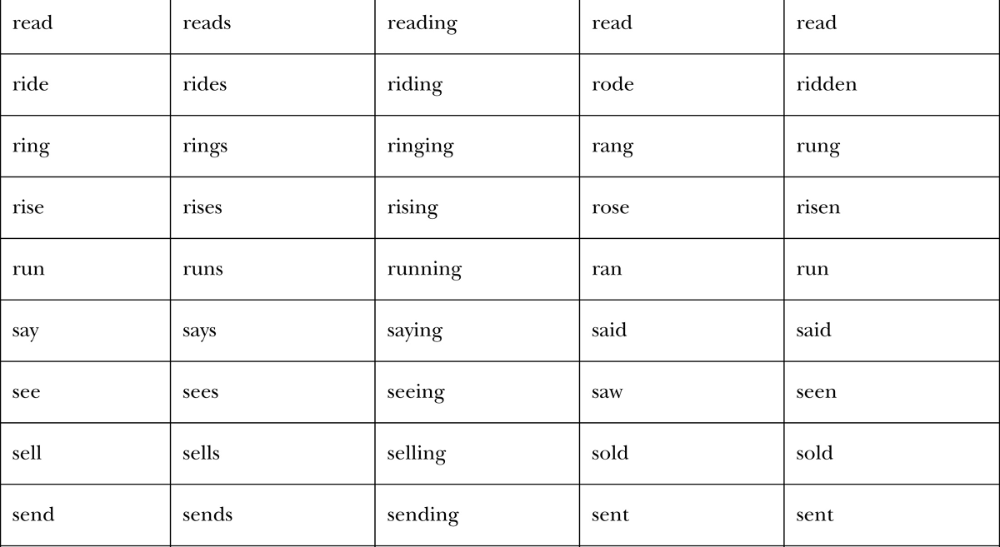 read reads reading read read
ride rides riding rode ridden
ring rings ringing rang rung
rise rises rising rose risen
run runs running ran run
say says saying said said
see sees seeing saw seen
sell sells selling sold sold
send sends sending sent sent